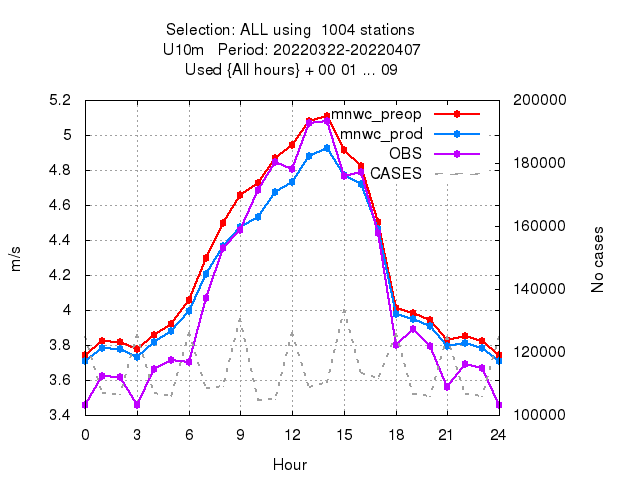 Selection: ALL using  1004 stations
U10m   Period: 20220322-20220407
Used {All hours} + 00 01 ... 09
5.2
5
4.8
4.6
4.4
4.2
4
3.8
3.6
3.4
m/s
200000
180000
160000
140000
120000
100000
No cases
mnwc_preop
mnwc_prod
OBS
CASES
0 3 6 9 12 15 18 21 24
Hour